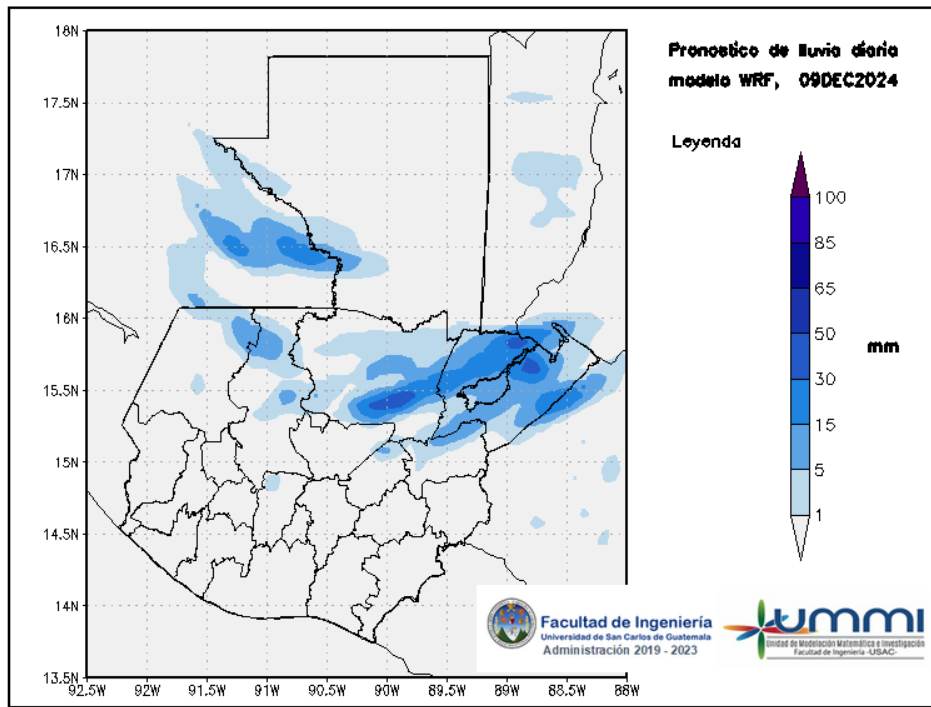 Pronostico de lluvia diaria
modelo WRF, 09DEC2024
Leyenda
100
85
65
50
30
15
5
1
mm
18N
17.5N
17N
16.5N
16N
15.5N
15N
14.5N
14N
13.5N
92.5W 92W 91.5W 91W 90.5W 90W 89.5W 89W 88.5W 88W
Facultad de Ingeniería
Universidad de San Carlos de Guatemala
Administración 2019 - 2023
UMMI
Unidad de Modelación Matemática e Investigación
Facultad de Ingeniería -USAC-